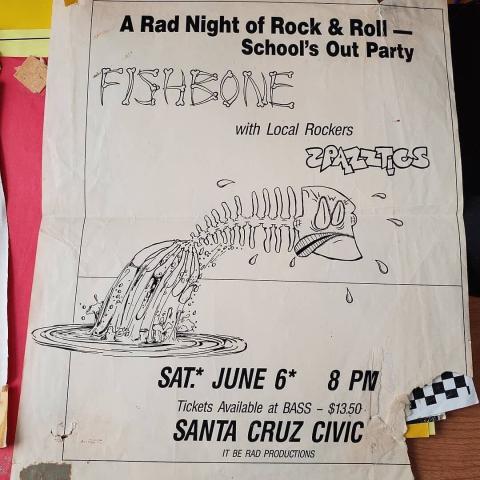 A Rad Night of Rock & Roll —
School's Out Party
FISHBONE
with Local Rockers
SPAZZTICS
SAT.* JUNE 6* 8 PM
Tickets Available at BASS – $13.50
SANTA CRUZ CIVIC
IT BE RAD PRODUCTIONS